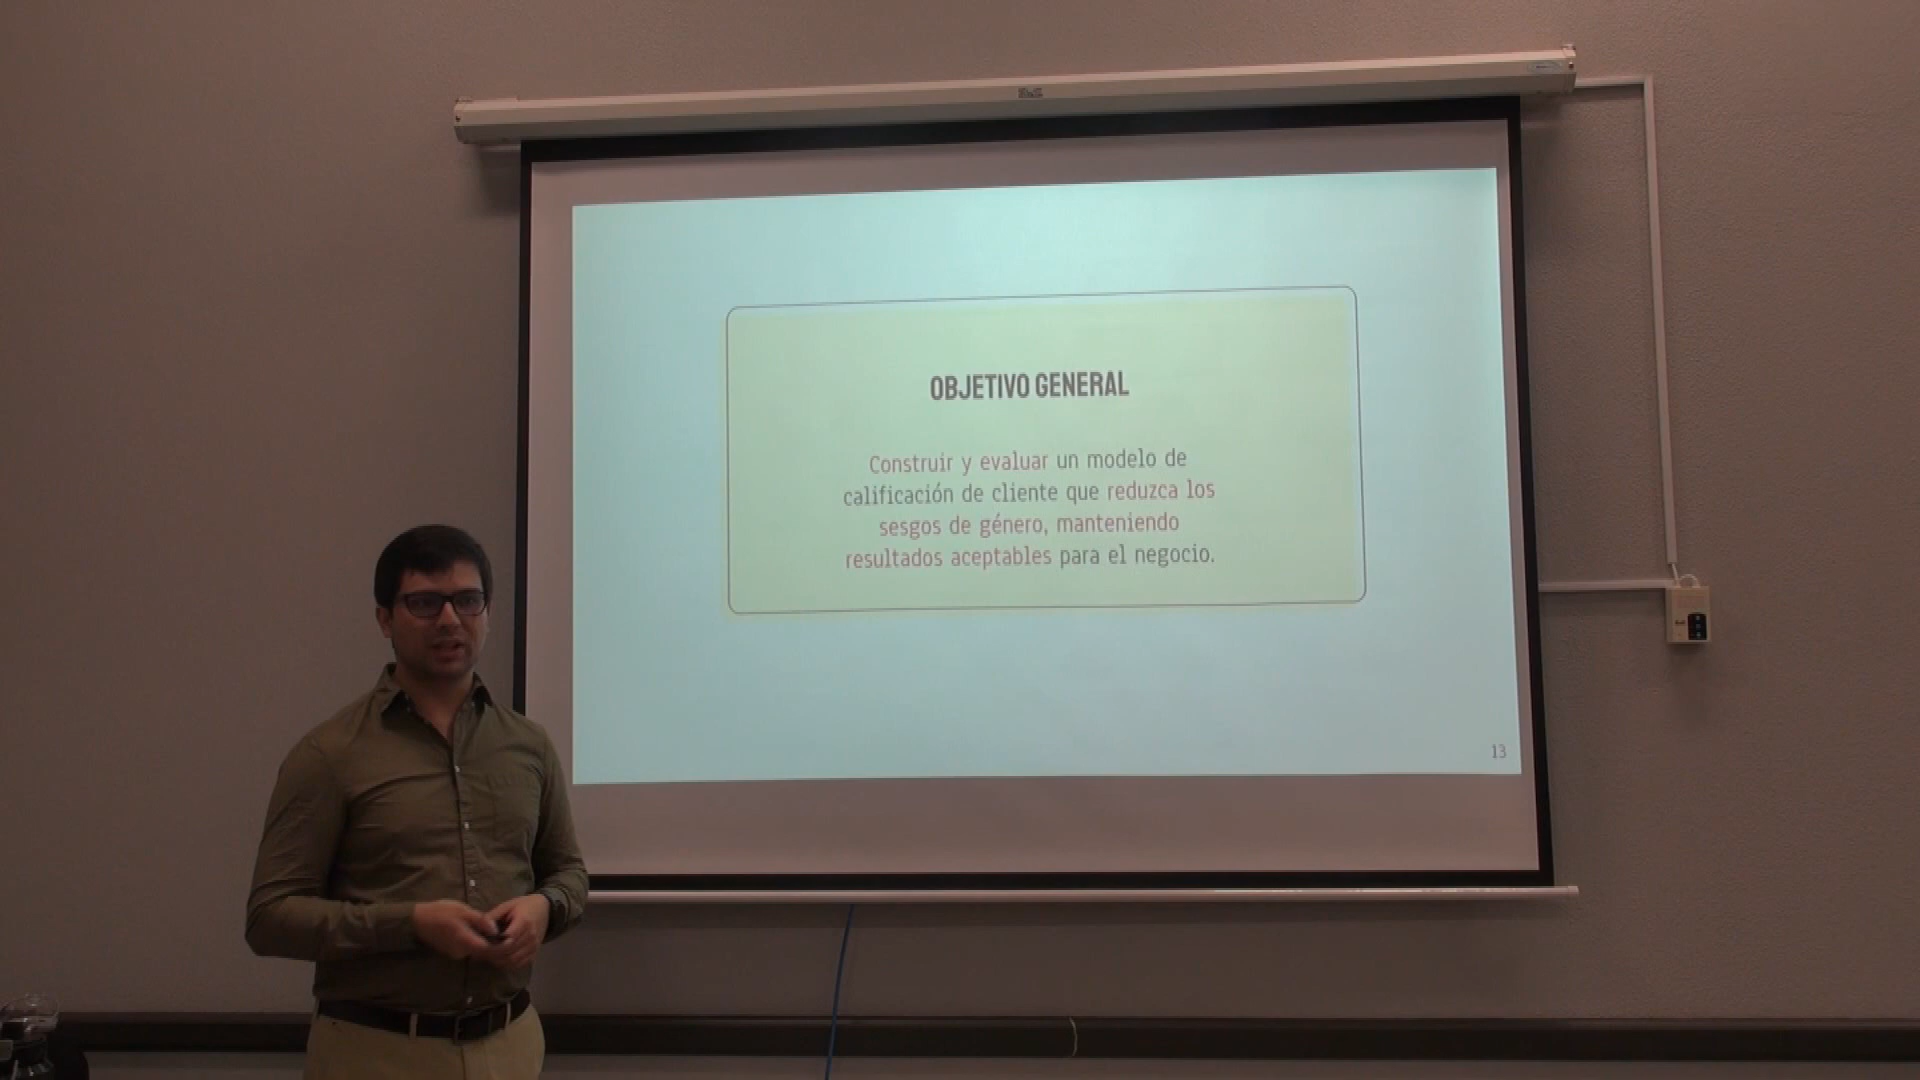 OBJETIVO GENERAL
Construir y evaluar un modelo de
calificación de cliente que reduzca los
sesgos de género, manteniendo
resultados aceptables para el negocio.
13